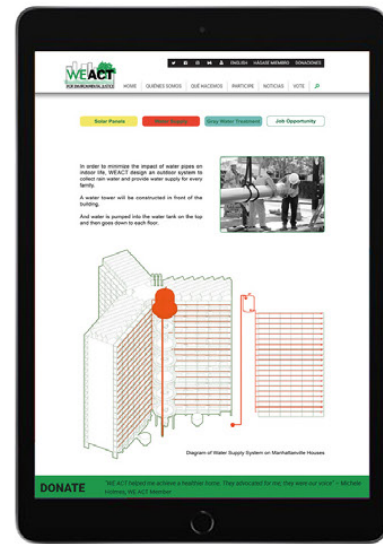 ENGLISH HAGASE MIEMBRO DONACIONES
WE ACT
FOR ENVIRONMENTAL JUSTICE
HOME QUIÉNES SOMOS QUÉ HACEMOS PARTICIPE NOTICIAS VOTE
Solar Panels Water Supply Gray Water Treatment Job Opportunity
In order to minimize the impact of water pipes on
indoor life, WEACT design an outdoor system to
collect rain water and provide water supply for every
family.
A water tower will be constructed in front of the
building.
And water is pumped into the water tank on the top
and then goes down to each floor.
Diagram of Water Supply System on Manhattanville Houses
DONATE
"WE ACT helped me achieve a healthier home. They advocated for me; they were our voice" – Michele
Holmes, WE ACT Member